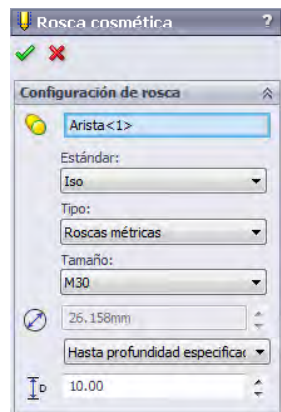 Rosca cosmética ?
Configuración de rosca
Arista<1>
Estándar:
Iso
Tipo:
Roscas métricas
Tamaño:
M30
26.158mm
Hasta profundidad especificac
D 10.00